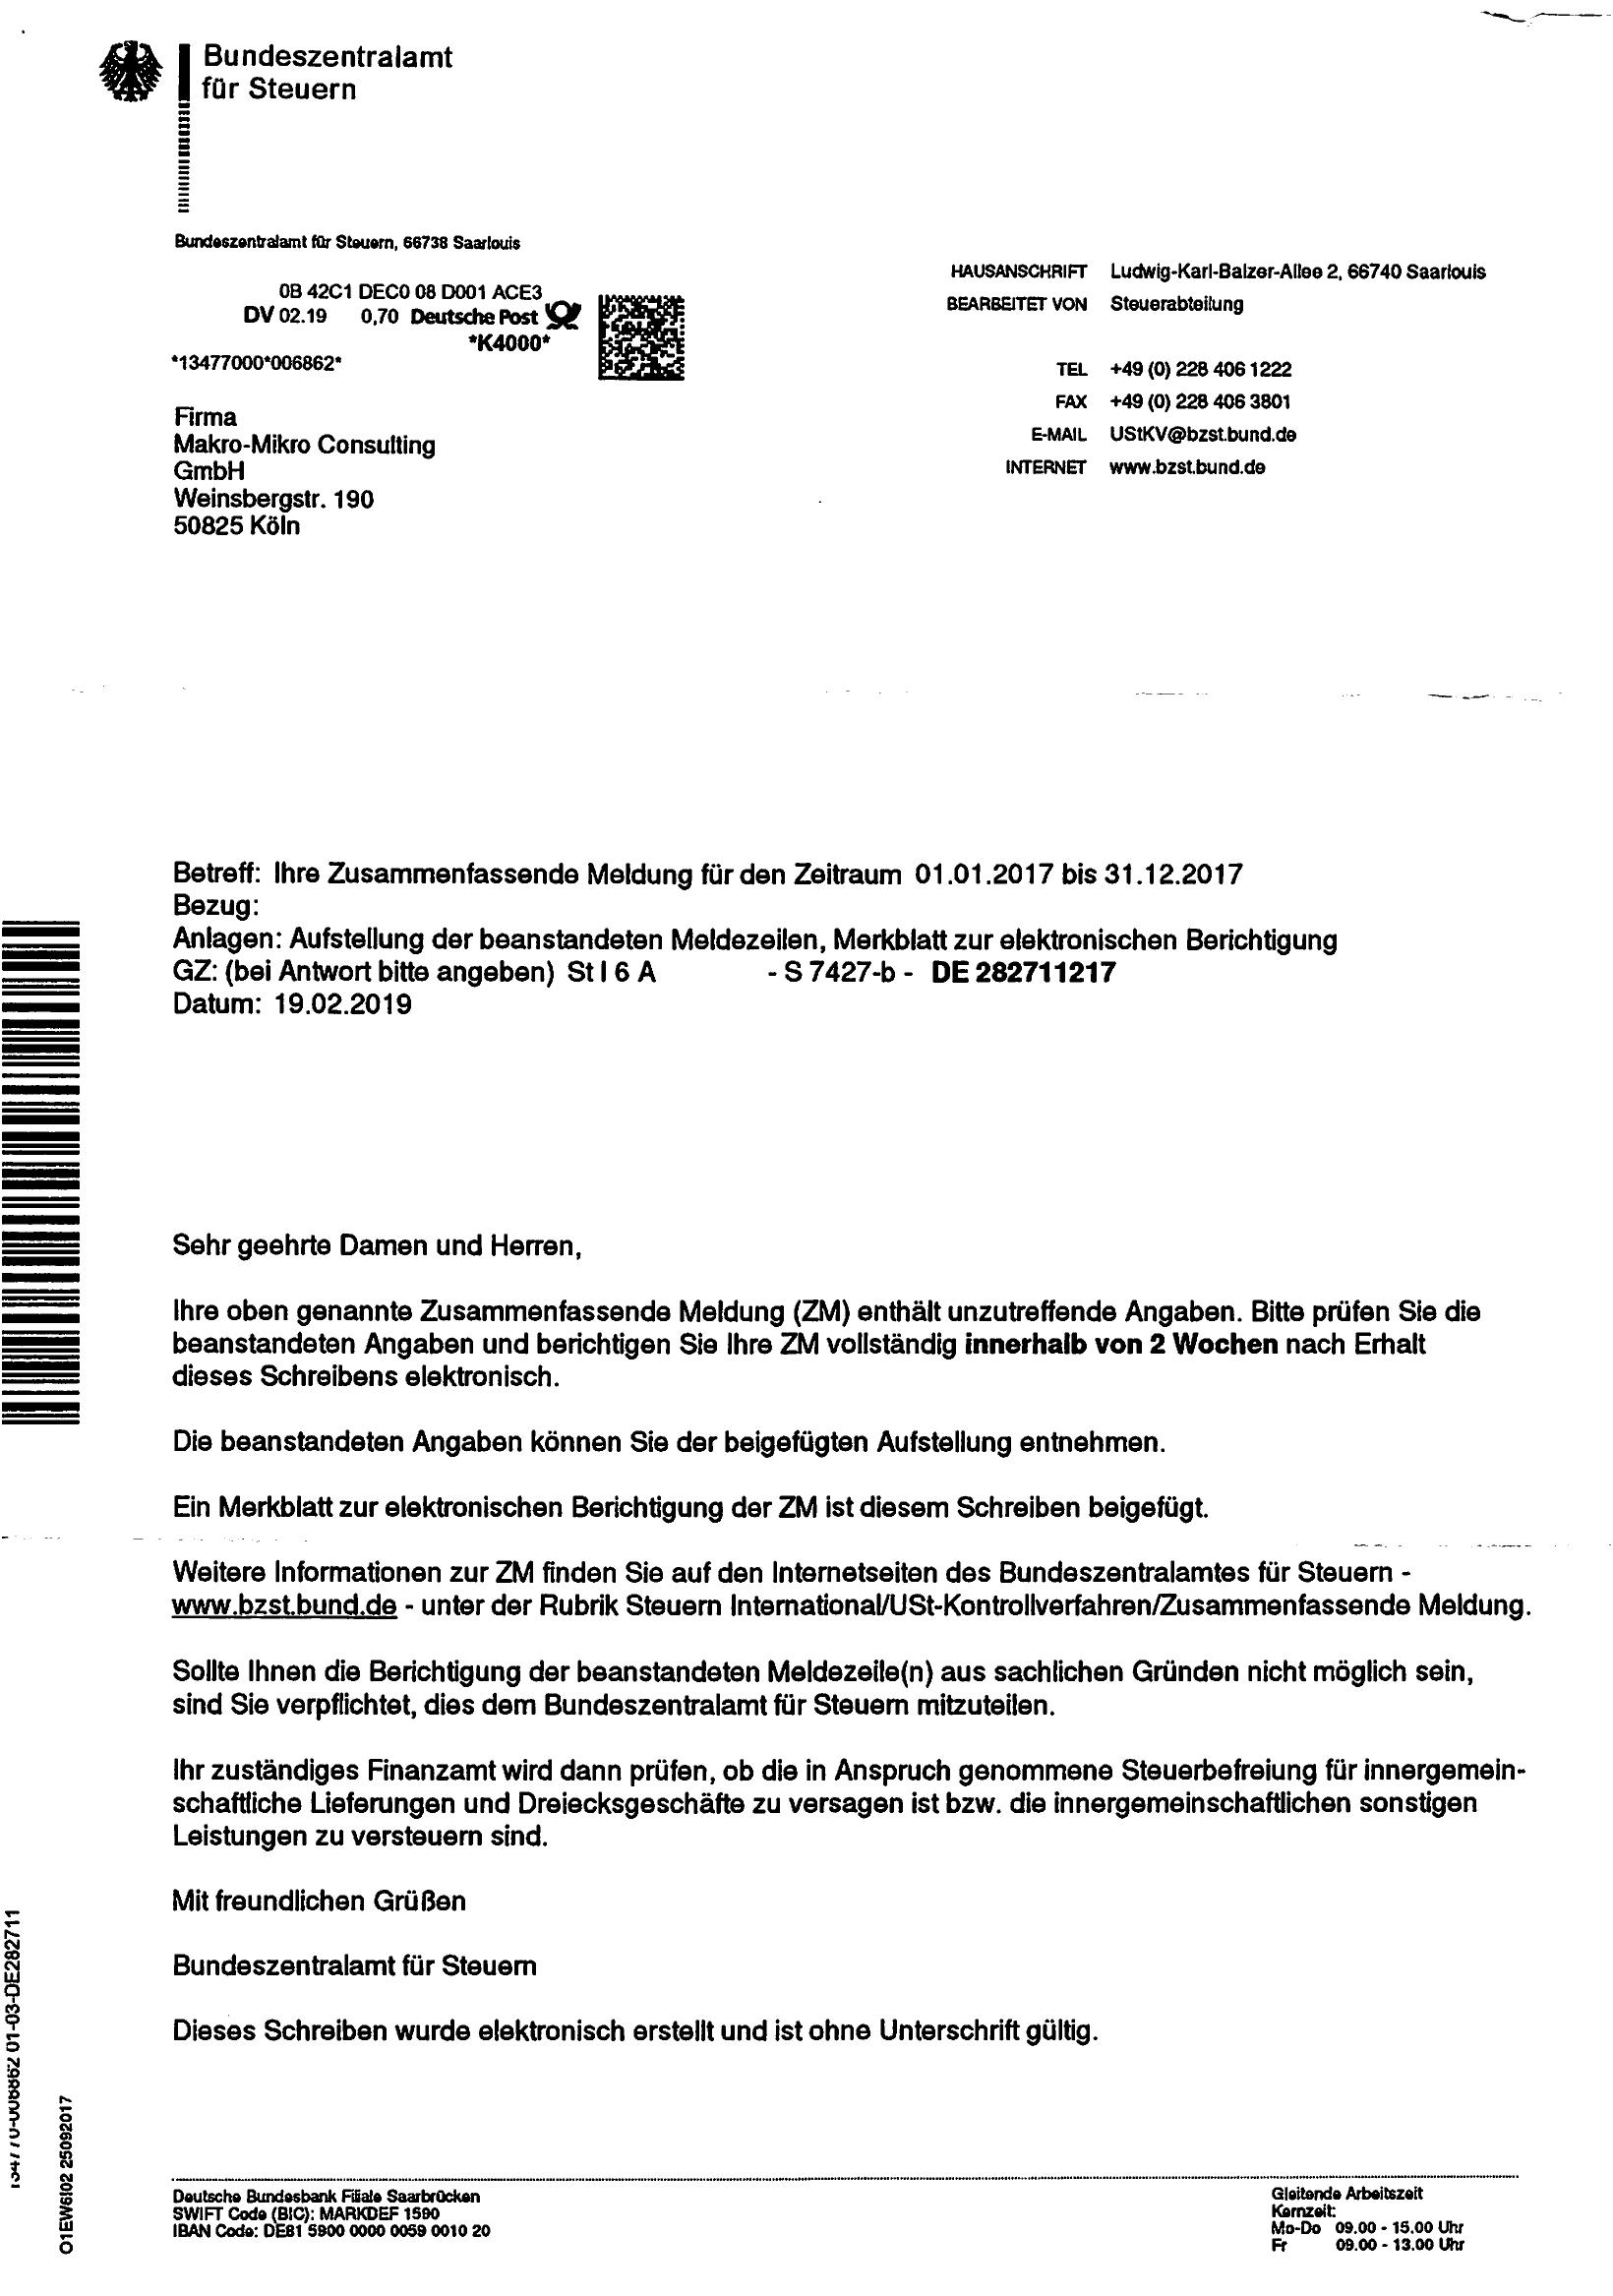 Bundeszentralamt
für Steuern
Bundeszentralamt für Steuern, 66738 Saarlouis
0B 42C1 DEC0 08 D001 ACE3
DV 02.19 0,70 Deutsche Post
*K4000*
*13477000*006862*
Firma
Makro-Mikro Consulting
GmbH
Weinsbergstr. 190
50825 Köln
HAUSANSCHRIFT Ludwig-Karl-Balzer-Allee 2, 66740 Saarlouis
BEARBEITET VON Steuerabteilung
TEL +49 (0) 228 406 1222
FAX +49 (0) 228 406 3801
E-MAIL UStKV@bzst.bund.de
INTERNET www.bzst.bund.de
Betreff: Ihre Zusammenfassende Meldung für den Zeitraum 01.01.2017 bis 31.12.2017
Bezug:
Anlagen: Aufstellung der beanstandeten Meldezeilen, Merkblatt zur elektronischen Berichtigung
GZ: (bei Antwort bitte angeben) St I 6 A - S 7427-b - DE 282711217
Datum: 19.02.2019
Sehr geehrte Damen und Herren,
Ihre oben genannte Zusammenfassende Meldung (ZM) enthält unzutreffende Angaben. Bitte prüfen Sie die
beanstandeten Angaben und berichtigen Sie Ihre ZM vollständig innerhalb von 2 Wochen nach Erhalt
dieses Schreibens elektronisch.
Die beanstandeten Angaben können Sie der beigefügten Aufstellung entnehmen.
Ein Merkblatt zur elektronischen Berichtigung der ZM ist diesem Schreiben beigefügt.
Weitere Informationen zur ZM finden Sie auf den Internetseiten des Bundeszentralamtes für Steuern -
www.bzst.bund.de - unter der Rubrik Steuern International/USt-Kontrollverfahren/Zusammenfassende Meldung.
Sollte Ihnen die Berichtigung der beanstandeten Meldezeile(n) aus sachlichen Gründen nicht möglich sein,
sind Sie verpflichtet, dies dem Bundeszentralamt für Steuern mitzuteilen.
Ihr zuständiges Finanzamt wird dann prüfen, ob die in Anspruch genommene Steuerbefreiung für innergemein-
schaftliche Lieferungen und Dreiecksgeschäfte zu versagen ist bzw. die innergemeinschaftlichen sonstigen
Leistungen zu versteuern sind.
Mit freundlichen Grüßen
Bundeszentralamt für Steuern
Dieses Schreiben wurde elektronisch erstellt und ist ohne Unterschrift gültig.
01-03-DE282711
O1EW6I02 25092017
Deutsche Bundesbank Filiale Saarbrücken
SWIFT Code (BIC): MARKDEF 1590
IBAN Code: DE81 5900 0000 0059 0010 20
Gleitende Arbeitszeit
Kernzeit:
Mo-Do 09.00 - 15.00 Uhr
Fr 09.00 - 13.00 Uhr